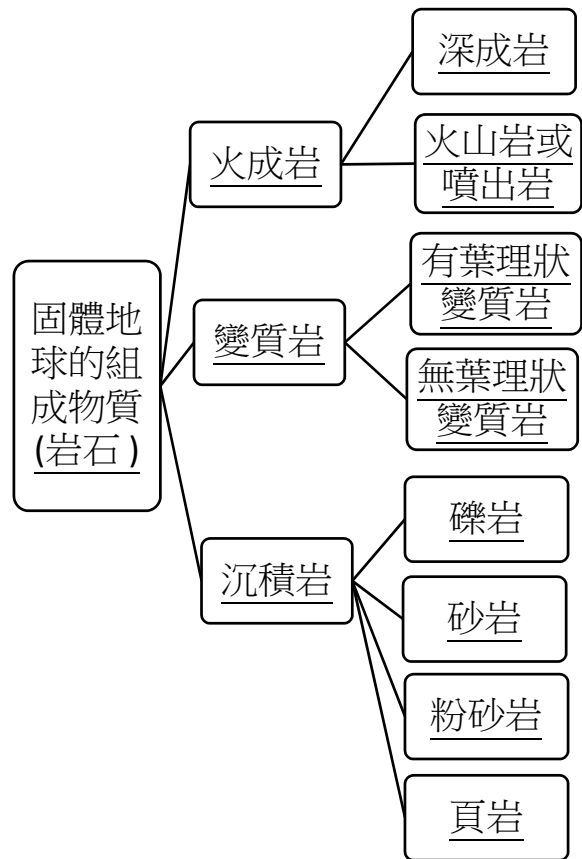 固體地
球的組
成物質
(岩石 )
火成岩
深成岩
火山岩或
噴出岩
變質岩
有葉理狀
變質岩
無葉理狀
變質岩
沉積岩
礫岩
砂岩
粉砂岩
頁岩